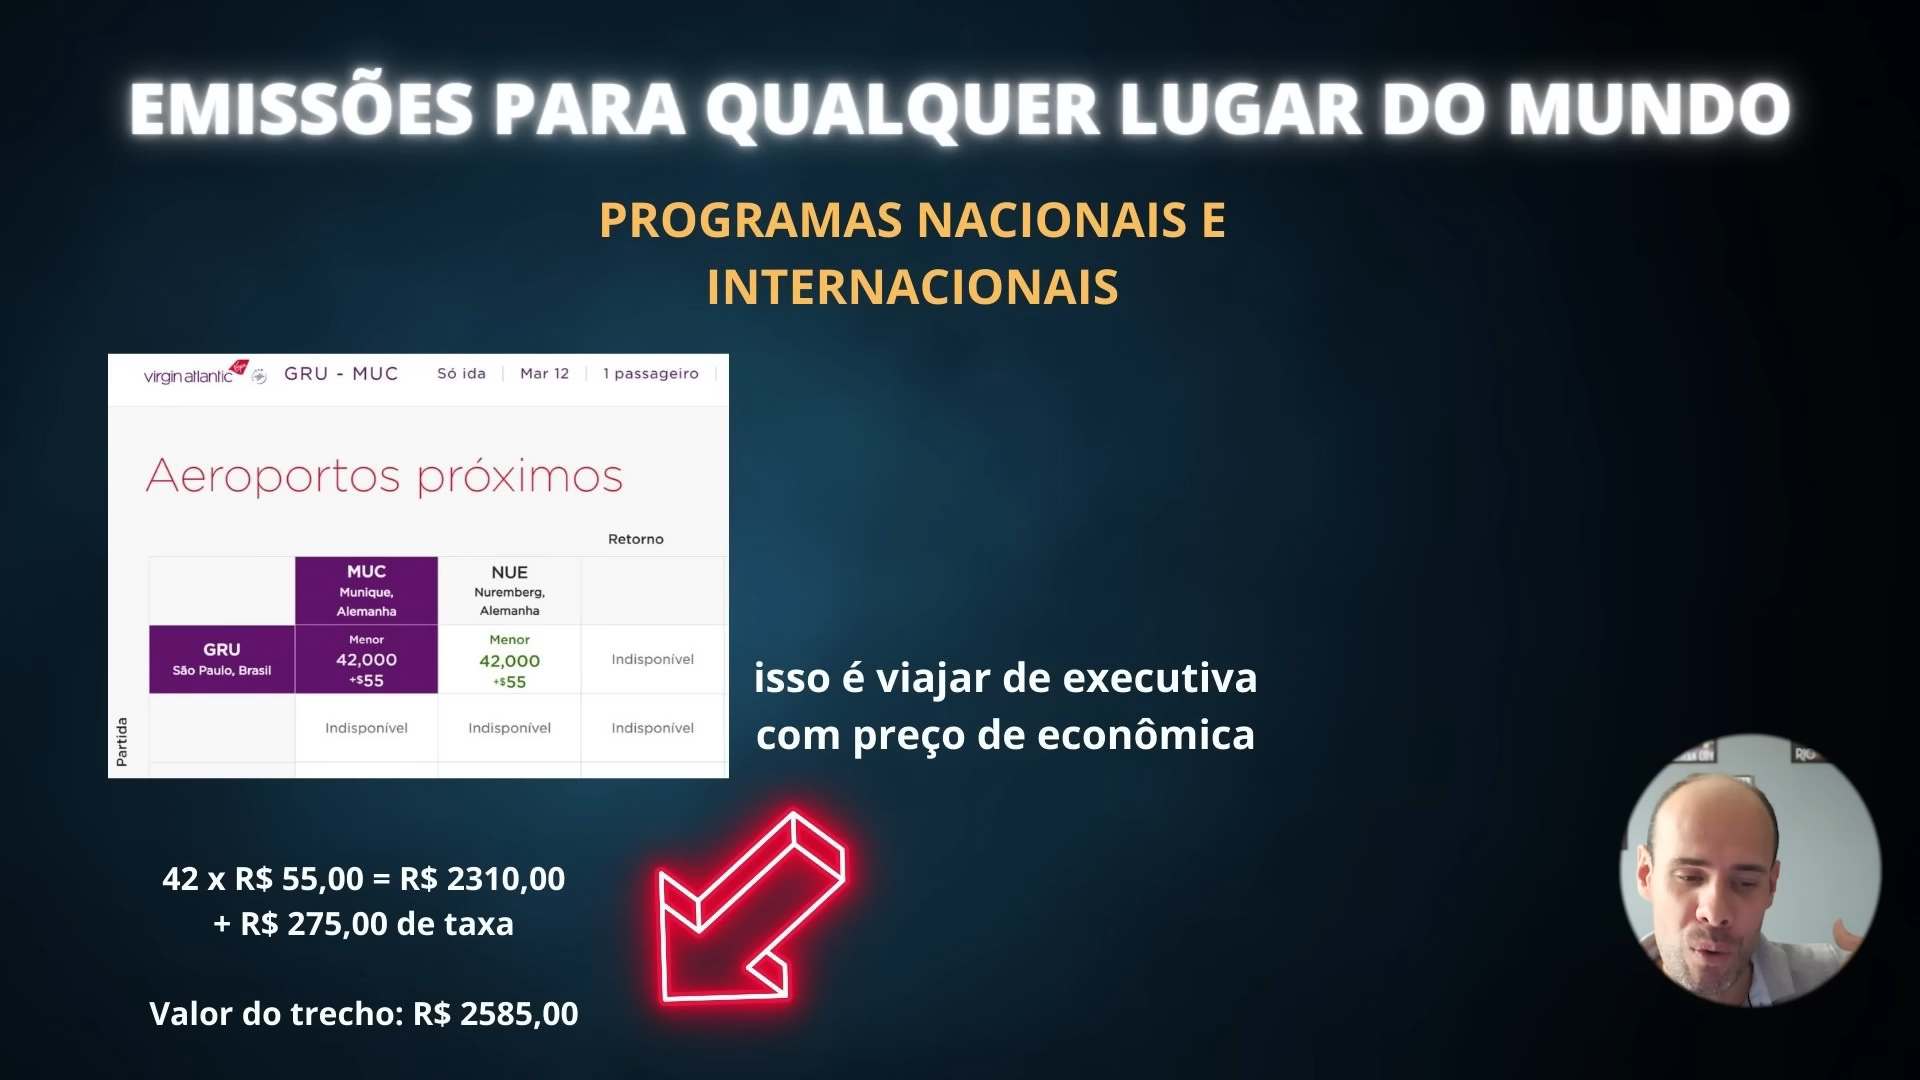 EMISSÕES PARA QUALQUER LUGAR DO MUNDO
PROGRAMAS NACIONAIS E
INTERNACIONAIS
virgin atlantic GRU - MUC Só ida Mar 12 1 passageiro
Aeroportos próximos
Retorno
MUC
Munique,
Alemanha
NUE
Nuremberg,
Alemanha
GRU
São Paulo, Brasil
Menor
42,000
+$55
Menor
42,000
+$55
Indisponível
Partida
Indisponível Indisponível Indisponível
isso é viajar de executiva
com preço de econômica
42 x R$ 55,00 = R$ 2310,00
+ R$ 275,00 de taxa
Valor do trecho: R$ 2585,00